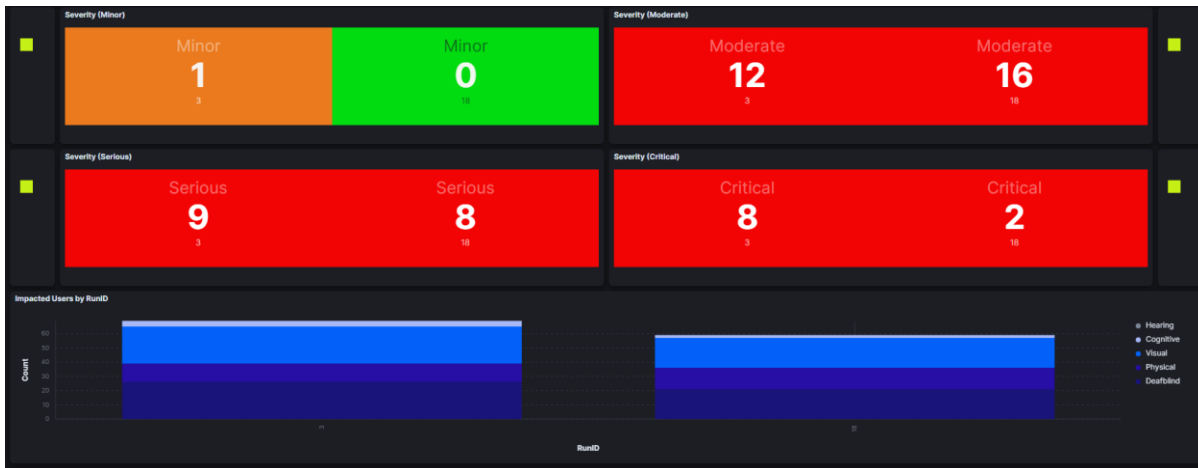 Severity (Minor)
Minor
1
3
Minor
0
18
Severity (Moderate)
Moderate
12
3
Moderate
16
18
Severity (Serious)
Serious
9
3
Serious
8
18
Severity (Critical)
Critical
8
3
Critical
2
18
Impacted Users by RunID
Count
60
50
40
30
20
10
0
3
18
RunID
Hearing
Cognitive
Visual
Physical
Deafblind